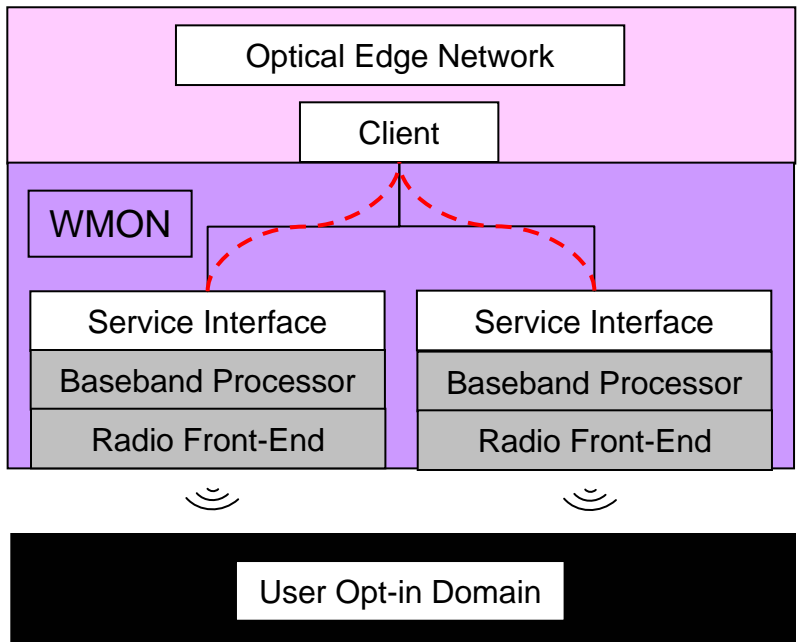 Optical Edge Network
Client
WMON
Service Interface
Baseband Processor
Radio Front-End
Service Interface
Baseband Processor
Radio Front-End
User Opt-in Domain